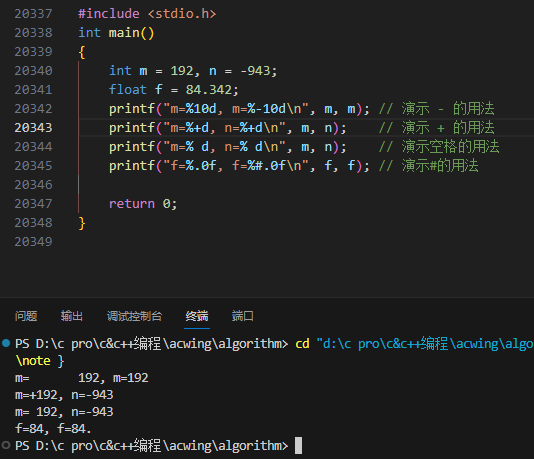 20337 #include <stdio.h>
20338 int main()
20339 {
20340 int m = 192, n = -943;
20341 float f = 84.342;
20342 printf("m=%10d, m=%-10d\n", m, m); // 演示 - 的用法
20343 printf("m=%+d, n=%+d\n", m, n); // 演示 + 的用法
20344 printf("m=% d, n=% d\n", m, n); // 演示空格的用法
20345 printf("f=%.0f, f=%#.0f\n", f, f); // 演示#的用法
20346
20347 return 0;
20348 }
20349
问题 输出 调试控制台 终端 端口
PS D:\c pro\c&c++编程\acwing\algorithm> cd "d:\c pro\c&c++编程\acwing\algo
\note }
m=       192, m=192
m=+192, n=-943
m= 192, n=-943
f=84, f=84.
PS D:\c pro\c&c++编程\acwing\algorithm>